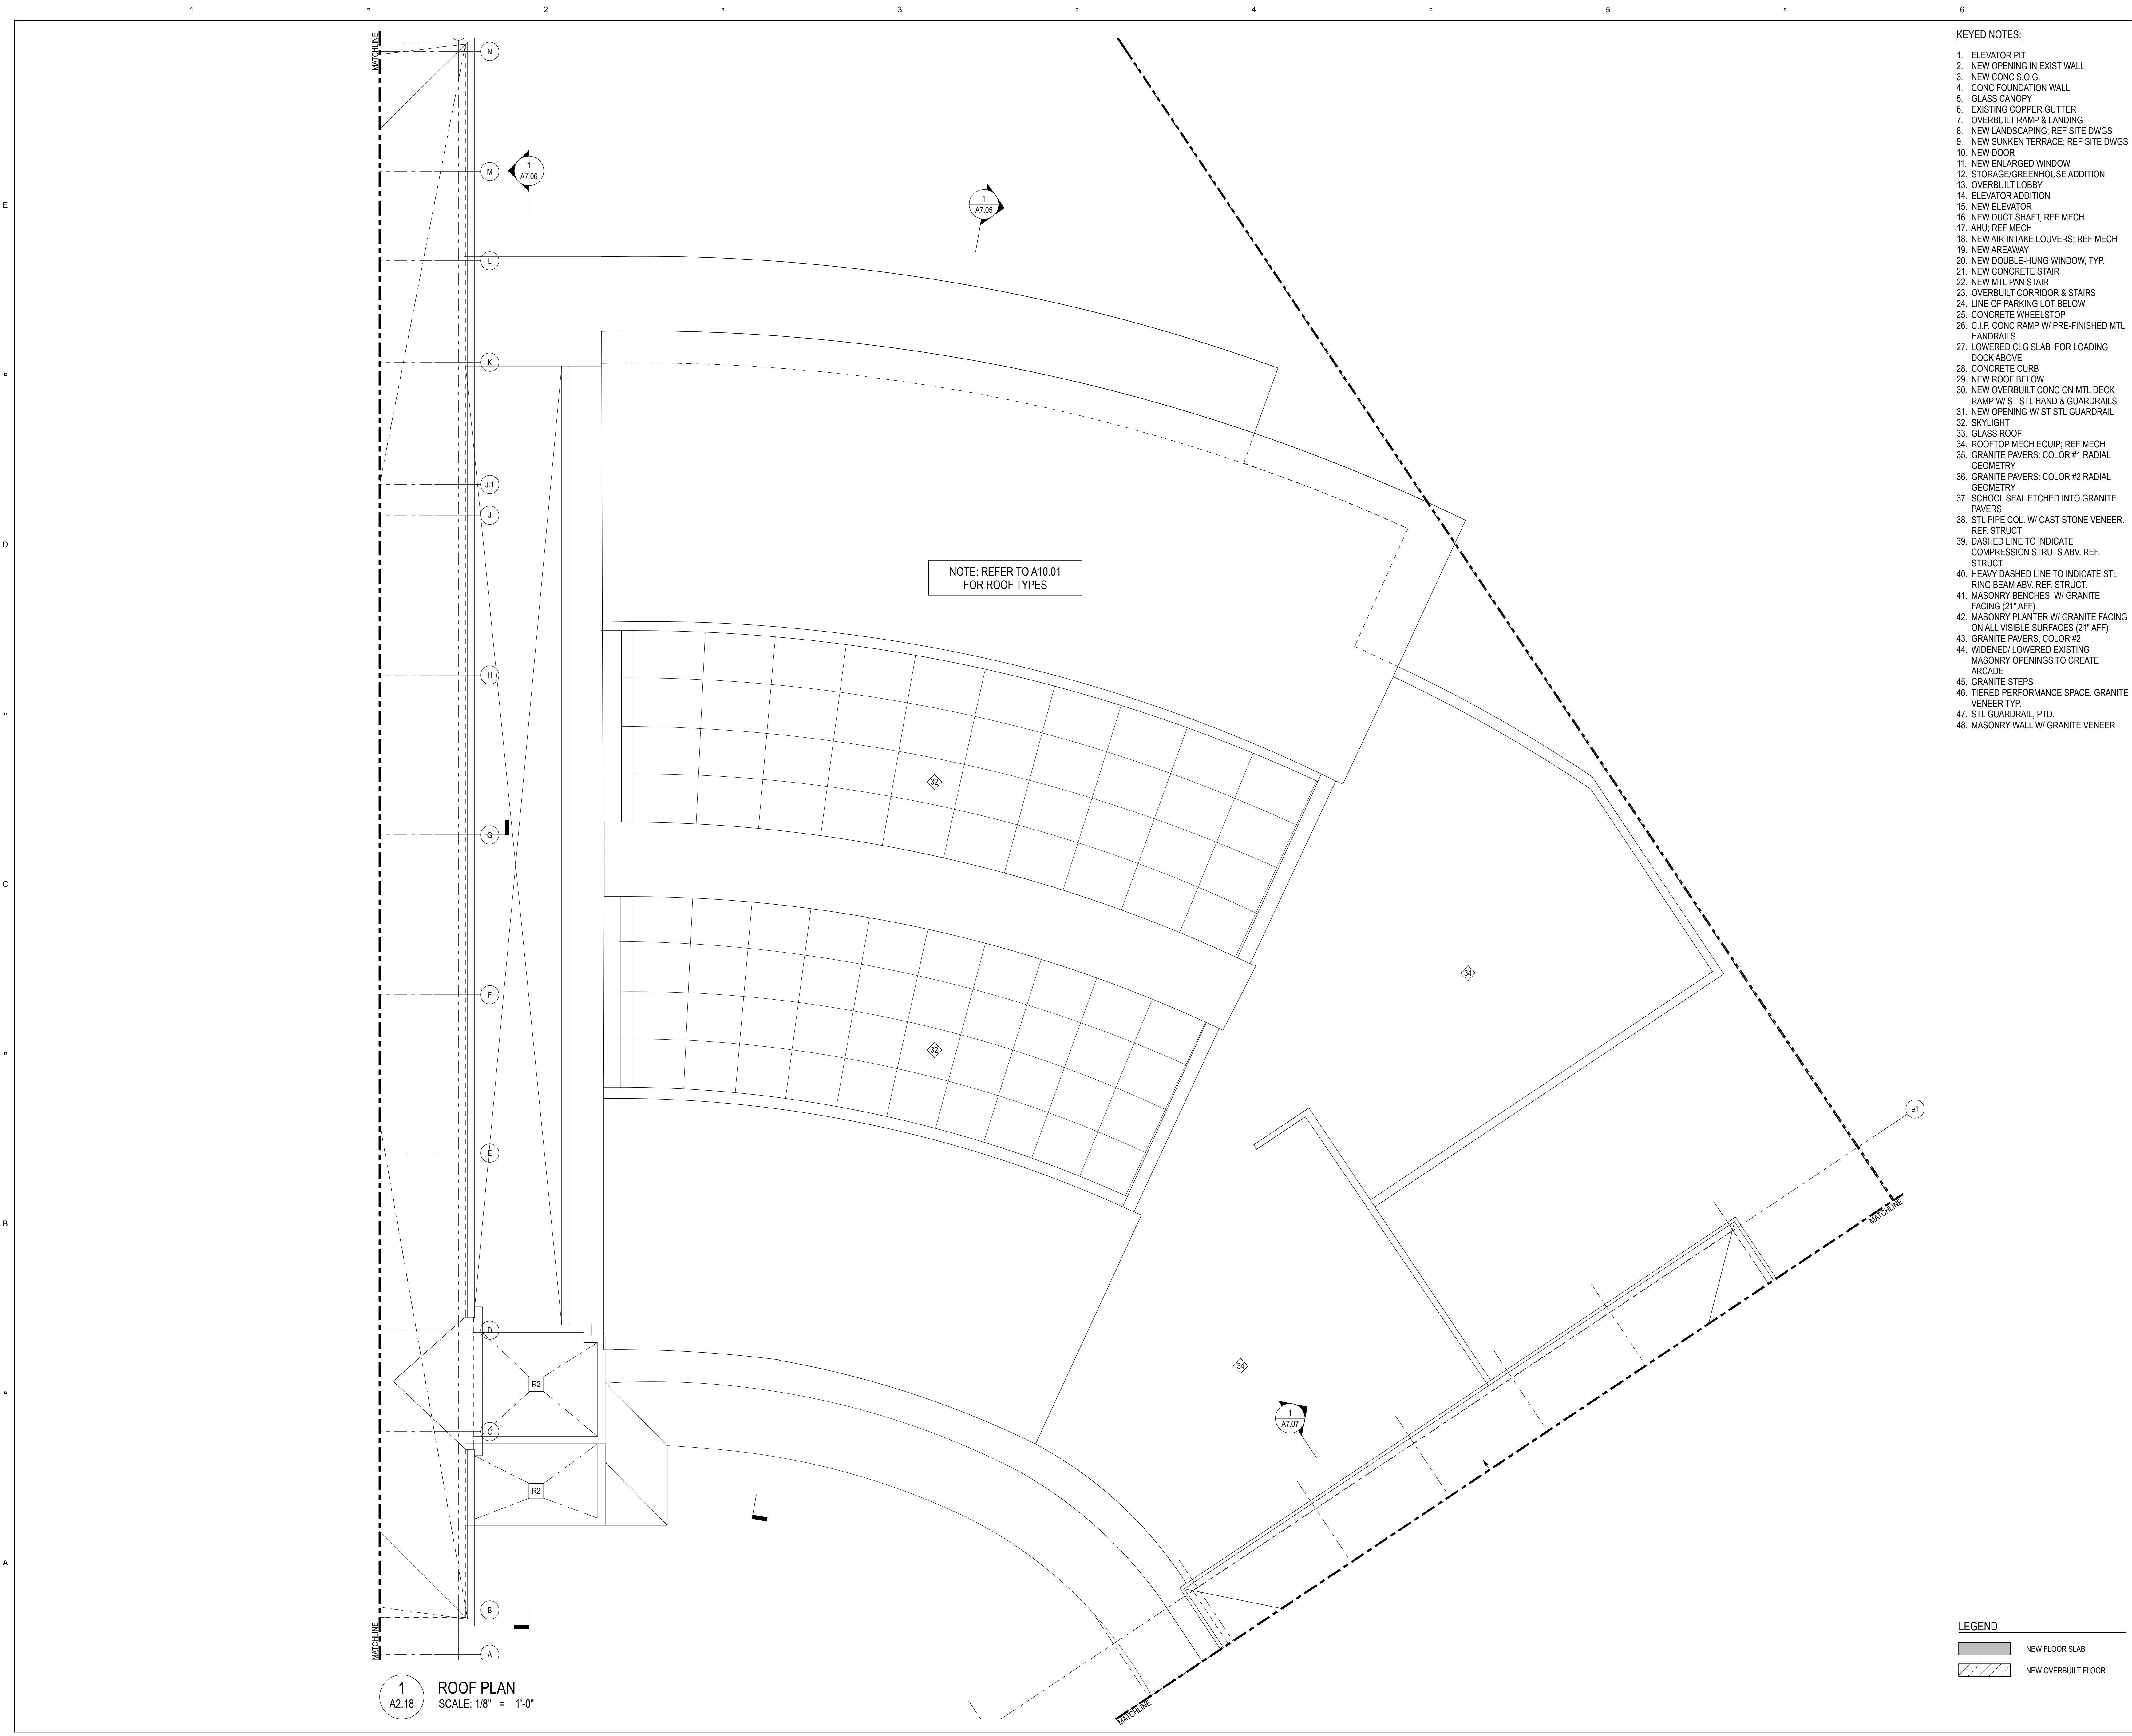 1 2 3 4 5 6
KEYED NOTES:
1. ELEVATOR PIT
2. NEW OPENING IN EXIST WALL
3. NEW CONC S.O.G.
4. CONC FOUNDATION WALL
5. GLASS CANOPY
6. EXISTING COPPER GUTTER
7. OVERBUILT RAMP & LANDING
8. NEW LANDSCAPING; REF SITE DWGS
9. NEW SUNKEN TERRACE; REF SITE DWGS
10. NEW DOOR
11. NEW ENLARGED WINDOW
12. STORAGE/GREENHOUSE ADDITION
13. OVERBUILT LOBBY
14. ELEVATOR ADDITION
15. NEW ELEVATOR
16. NEW DUCT SHAFT; REF MECH
17. AHU; REF MECH
18. NEW AIR INTAKE LOUVERS; REF MECH
19. NEW AREAWAY
20. NEW DOUBLE-HUNG WINDOW, TYP.
21. NEW CONCRETE STAIR
22. NEW MTL PAN STAIR
23. OVERBUILT CORRIDOR & STAIRS
24. LINE OF PARKING LOT BELOW
25. CONCRETE WHEELSTOP
26. C.I.P. CONC RAMP W/ PRE-FINISHED MTL
HANDRAILS
27. LOWERED CLG SLAB FOR LOADING
DOCK ABOVE
28. CONCRETE CURB
29. NEW ROOF BELOW
30. NEW OVERBUILT CONC ON MTL DECK
RAMP W/ ST STL HAND & GUARDRAILS
31. NEW OPENING W/ ST STL GUARDRAIL
32. SKYLIGHT
33. GLASS ROOF
34. ROOFTOP MECH EQUIP; REF MECH
35. GRANITE PAVERS: COLOR #1 RADIAL
GEOMETRY
36. GRANITE PAVERS: COLOR #2 RADIAL
GEOMETRY
37. SCHOOL SEAL ETCHED INTO GRANITE
PAVERS
38. STL PIPE COL. W/ CAST STONE VENEER.
REF. STRUCT
39. DASHED LINE TO INDICATE
COMPRESSION STRUTS ABV. REF.
STRUCT.
40. HEAVY DASHED LINE TO INDICATE STL
RING BEAM ABV. REF. STRUCT.
41. MASONRY BENCHES W/ GRANITE
FACING (21" AFF)
42. MASONRY PLANTER W/ GRANITE FACING
ON ALL VISIBLE SURFACES (21" AFF)
43. GRANITE PAVERS, COLOR #2
44. WIDENED/ LOWERED EXISTING
MASONRY OPENINGS TO CREATE
ARCADE
45. GRANITE STEPS
46. TIERED PERFORMANCE SPACE. GRANITE
VENEER TYP.
47. STL GUARDRAIL, PTD.
48. MASONRY WALL W/ GRANITE VENEER
MATCHLINE
N
M
1
A7.06
1
A7.05
E
L
K
J.1
J
D
NOTE: REFER TO A10.01
FOR ROOF TYPES
H
32
G
C
34
F
32
e1
E
MATCHLINE
B
D
34
R2
1
A7.07
C
R2
A
B
MATCHLINE
A
MATCHLINE
1
A2.18
ROOF PLAN
SCALE: 1/8" = 1'-0"
LEGEND
NEW FLOOR SLAB
NEW OVERBUILT FLOOR